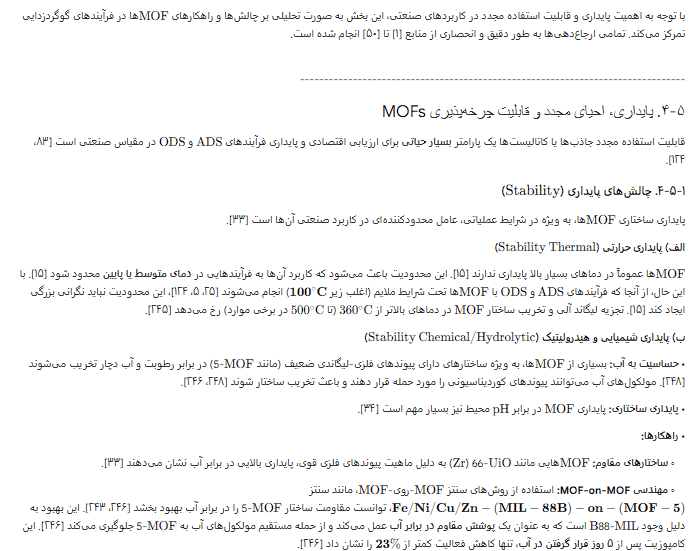 با توجه به اهمیت پایداری و قابلیت استفاده مجدد در کاربردهای صنعتی، این بخش به صورت تحلیلی بر چالش‌ها و راهکارهای MOFها در فرآیندهای گوگردزدایی
تمرکز می‌کند. تمامی ارجاع‌دهی‌ها به طور دقیق و انحصاری از منابع [۱] تا [۵۰] انجام شده است.
--------------------------------------------------------------------------------
۴-۵. پایداری، احیای مجدد و قابلیت چرخه‌پذیری MOFs
قابلیت استفاده مجدد جاذب‌ها یا کاتالیست‌ها یک پارامتر بسیار حیاتی برای ارزیابی اقتصادی و پایداری فرآیندهای ADS و ODS در مقیاس صنعتی است [۸۳،
۱۲۴].
۴-۵-۱. چالش‌های پایداری (Stability)
پایداری ساختاری MOFها، به ویژه در شرایط عملیاتی، عامل محدودکننده‌ای در کاربرد صنعتی آن‌ها است [۳۳].
الف) پایداری حرارتی (Stability Thermal)
MOFها عموماً در دماهای بسیار بالا پایداری ندارند [۱۵]. این محدودیت باعث می‌شود که کاربرد آن‌ها به فرآیندهایی در دمای متوسط یا پایین محدود شود [۱۵]. با
این حال، از آنجا که فرآیندهای ADS و ODS با MOFها تحت شرایط ملایم (اغلب زیر 100°C) انجام می‌شوند [۲۵، ۵، ۱۲۴]، این محدودیت نباید نگرانی بزرگی
ایجاد کند [۱۵]. تجزیه لیگاند آلی و تخریب ساختار MOF در دماهای بالاتر از 360°C (تا 500°C در برخی موارد) رخ می‌دهد [۲۴۵].
ب) پایداری شیمیایی و هیدرولیتیک (Stability Chemical/Hydrolytic)
• حساسیت به آب: بسیاری از MOFها، به ویژه ساختارهای دارای پیوندهای فلزی-لیگاندی ضعیف (مانند MOF-5) در برابر رطوبت و آب دچار تخریب می‌شوند
[۲۴۸]. مولکول‌های آب می‌توانند پیوندهای کوردیناسیونی را مورد حمله قرار دهند و باعث تخریب ساختار شوند [۲۴۸، ۲۴۶].
• پایداری ساختاری: پایداری MOF در برابر pH محیط نیز بسیار مهم است [۳۴].
• راهکارها:
◦ ساختارهای مقاوم: MOFهایی مانند UiO-66 (Zr) به دلیل ماهیت پیوندهای فلزی قوی، پایداری بالایی در برابر آب نشان می‌دهند [۳۳].
◦ مهندسی MOF-on-MOF: استفاده از روش‌های سنتز MOF-روی-MOF، مانند سنتز
Fe/Ni/Cu/Zn − (MIL − 88B) − on − (MOF − 5)، توانست مقاومت ساختار MOF-5 را در برابر آب بهبود بخشد [۲۴۶، ۲۴۳]. این بهبود به
دلیل وجود MIL-88B است که به عنوان یک پوشش مقاوم در برابر آب عمل می‌کند و از حمله مستقیم مولکول‌های آب به MOF-5 جلوگیری می‌کند [۲۴۶]. این
کامپوزیت پس از ۵ روز قرار گرفتن در آب، تنها کاهش فعالیت کمتر از 23% را نشان داد [۲۴۶].